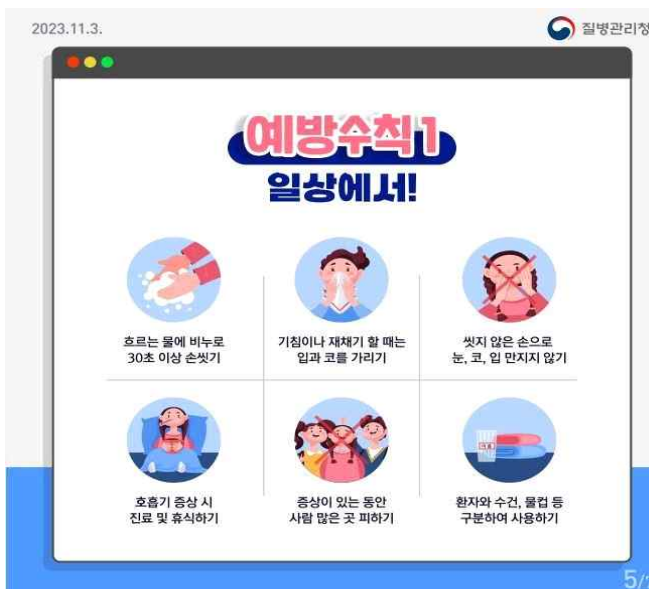 2023.11.3.
질병관리청
예방수칙 1
일상에서!
흐르는 물에 비누로
30초 이상 손씻기
기침이나 재채기 할 때는
입과 코를 가리기
씻지 않은 손으로
눈, 코, 입 만지지 않기
호흡기 증상 시
진료 및 휴식하기
증상이 있는 동안
사람 많은 곳 피하기
환자와 수건, 물컵 등
구분하여 사용하기
5/